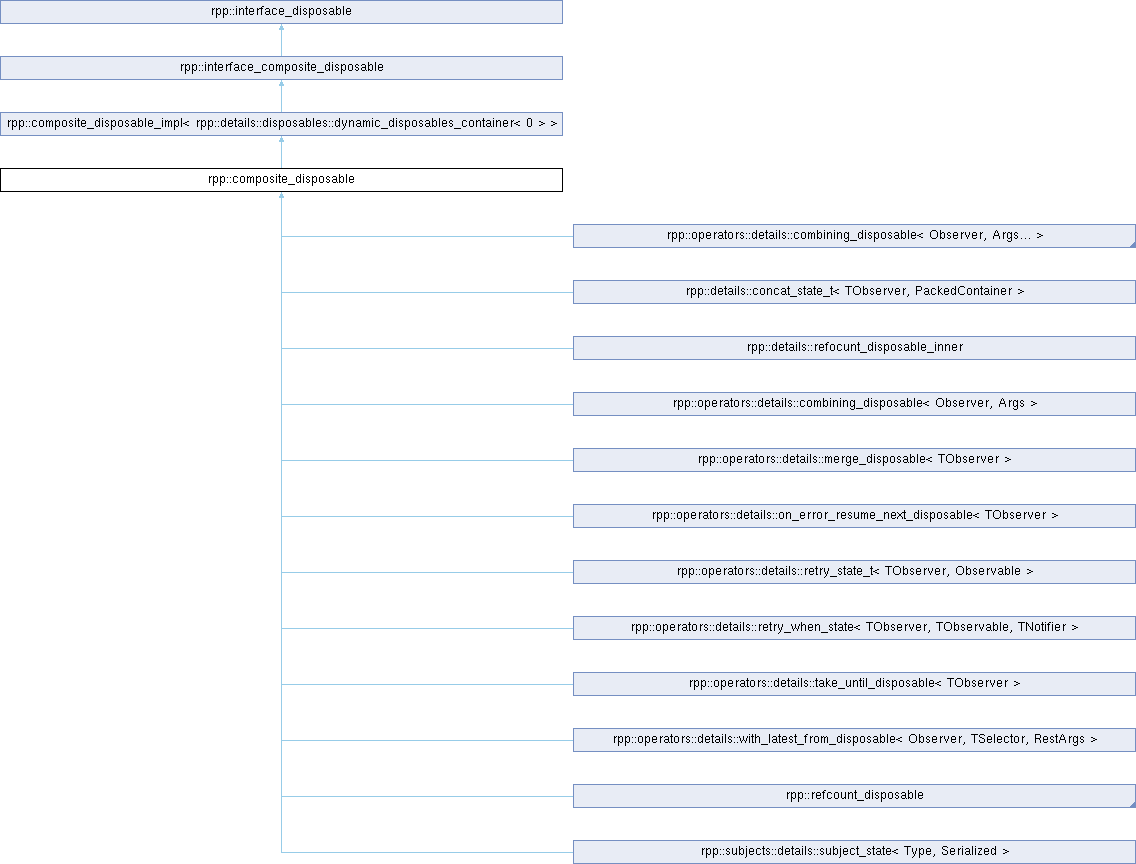 rpp::interface_disposable
rpp::interface_composite_disposable
rpp::composite_disposable_impl< rpp::details::disposables::dynamic_disposables_container< 0 > >
rpp::composite_disposable
rpp::operators::details::combining_disposable< Observer, Args... >
rpp::details::concat_state_t< TObserver, PackedContainer >
rpp::details::refocunt_disposable_inner
rpp::operators::details::combining_disposable< Observer, Args >
rpp::operators::details::merge_disposable< TObserver >
rpp::operators::details::on_error_resume_next_disposable< TObserver >
rpp::operators::details::retry_state_t< TObserver, Observable >
rpp::operators::details::retry_when_state< TObserver, TObservable, TNotifier >
rpp::operators::details::take_until_disposable< TObserver >
rpp::operators::details::with_latest_from_disposable< Observer, TSelector, RestArgs >
rpp::refcount_disposable
rpp::subjects::details::subject_state< Type, Serialized >